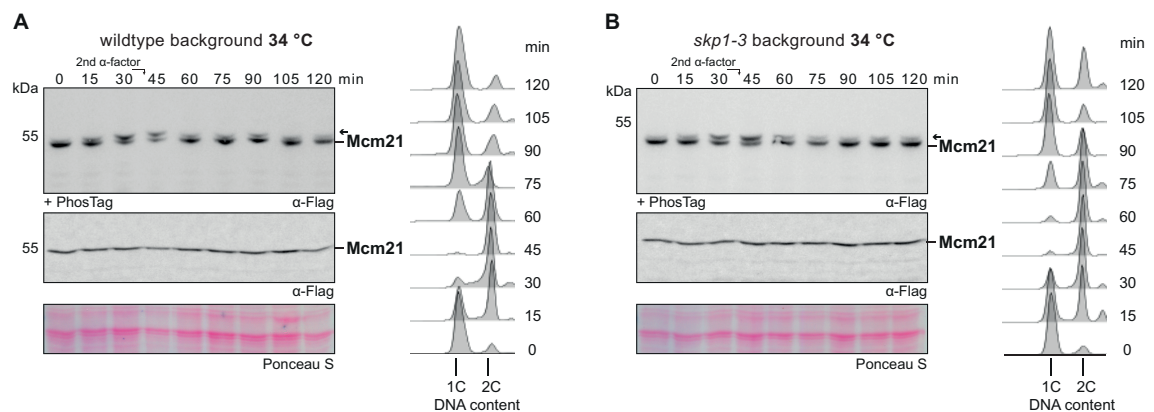 A
wildtype background 34 °C
2nd α-factor
0 15 30 45 60 75 90 105 120 min
kDa
55
Mcm21
+ PhosTag α-Flag
55
Mcm21
α-Flag
Ponceau S
min
120
105
90
75
60
45
30
15
0
1C 2C
DNA content
B
skp1-3 background 34 °C
2nd α-factor
0 15 30 45 60 75 90 105 120 min
kDa
55
Mcm21
+ PhosTag α-Flag
Mcm21
α-Flag
Ponceau S
min
120
105
90
75
60
45
30
15
0
1C 2C
DNA content